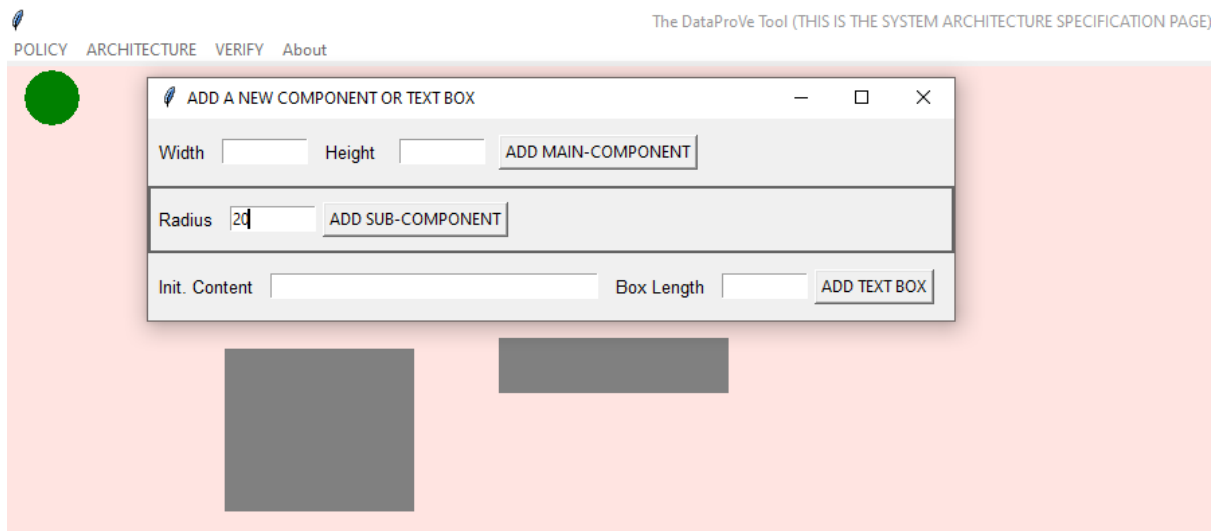 The DataProVe Tool (THIS IS THE SYSTEM ARCHITECTURE SPECIFICATION PAGE)
POLICY ARCHITECTURE VERIFY About
ADD A NEW COMPONENT OR TEXT BOX
Width Height ADD MAIN-COMPONENT
Radius 20 ADD SUB-COMPONENT
Init. Content Box Length ADD TEXT BOX